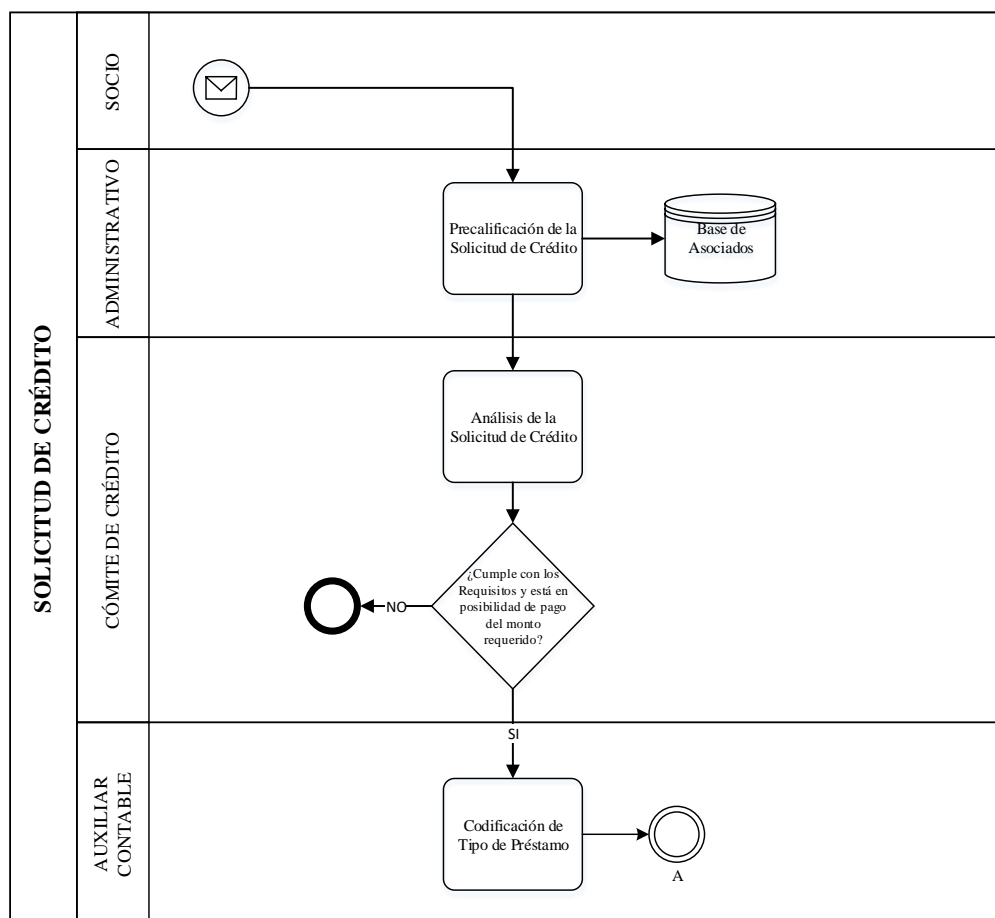 SOLICITUD DE CRÉDITO
SOCIO
ADMINISTRATIVO
Precalificación de la
Solicitud de Crédito
Base de
Asociados
CÓMITE DE CRÉDITO
Análisis de la
Solicitud de Crédito
¿Cumple con los
Requisitos y está en
posibilidad de pago
del monto
requerido?
NO
SI
AUXILIAR
CONTABLE
Codificación de
Tipo de Préstamo
A